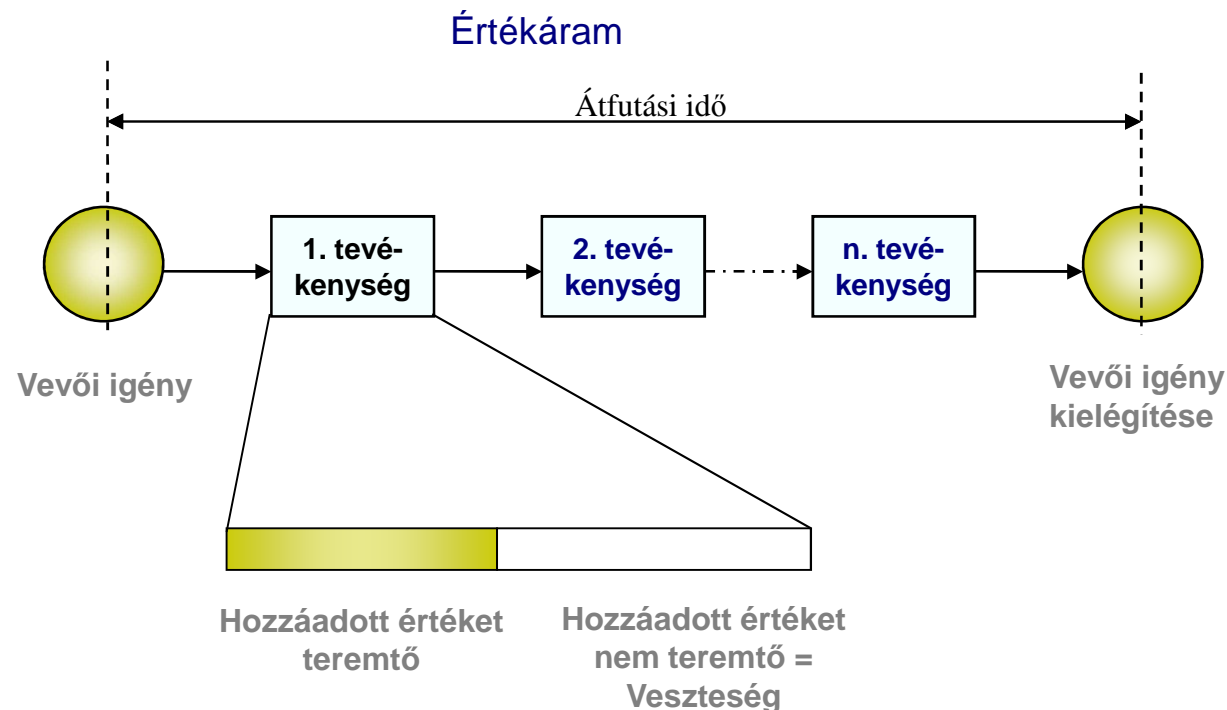 Értékáram
Átfutási idő
1. tevé-
kenység
2. tevé-
kenység
n. tevé-
kenység
Vevői igény
Vevői igény
kielégítése
Hozzáadott értéket
teremtő
Hozzáadott értéket
nem teremtő =
Veszteség